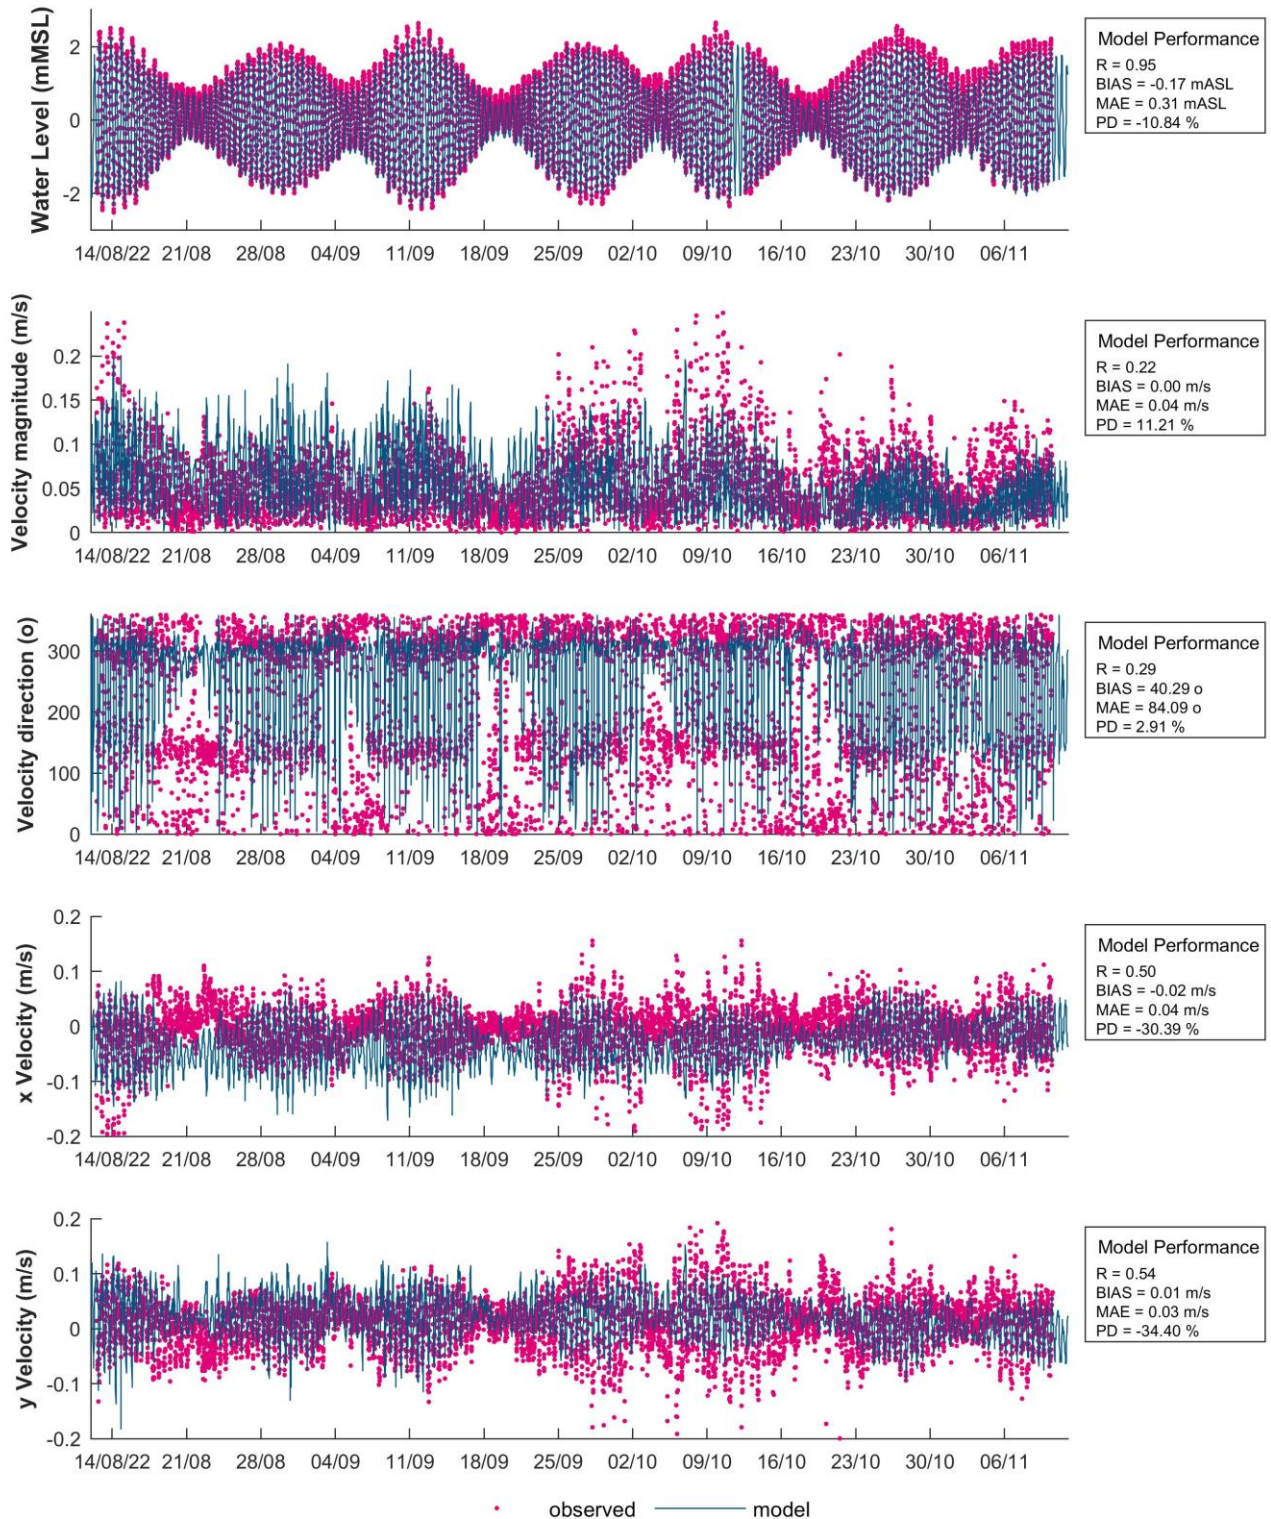 Water Level (mMSL)
2
0
-2
14/08/22 21/08 28/08 04/09 11/09 18/09 25/09 02/10 09/10 16/10 23/10 30/10 06/11
Model Performance
R = 0.95
BIAS = -0.17 mASL
MAE = 0.31 mASL
PD = -10.84 %
Velocity magnitude (m/s)
0.2
0.15
0.1
0.05
0
14/08/22 21/08 28/08 04/09 11/09 18/09 25/09 02/10 09/10 16/10 23/10 30/10 06/11
Model Performance
R = 0.22
BIAS = 0.00 m/s
MAE = 0.04 m/s
PD = 11.21 %
Velocity direction (o)
300
200
100
0
14/08/22 21/08 28/08 04/09 11/09 18/09 25/09 02/10 09/10 16/10 23/10 30/10 06/11
Model Performance
R = 0.29
BIAS = 40.29 o
MAE = 84.09 o
PD = 2.91 %
x Velocity (m/s)
0.2
0.1
0
-0.1
-0.2
14/08/22 21/08 28/08 04/09 11/09 18/09 25/09 02/10 09/10 16/10 23/10 30/10 06/11
Model Performance
R = 0.50
BIAS = -0.02 m/s
MAE = 0.04 m/s
PD = -30.39 %
y Velocity (m/s)
0.2
0.1
0
-0.1
-0.2
14/08/22 21/08 28/08 04/09 11/09 18/09 25/09 02/10 09/10 16/10 23/10 30/10 06/11
Model Performance
R = 0.54
BIAS = 0.01 m/s
MAE = 0.03 m/s
PD = -34.40 %
observed model